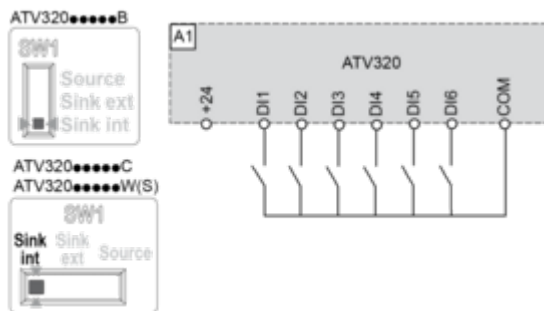 ATV320●●●●●B
SW1
Source
Sink ext
Sink int
ATV320●●●●●C
ATV320●●●●●W(S)
SW1
Sink int
Sink ext
Source
A1
ATV320
+24
DI1
DI2
DI3
DI4
DI5
DI6
COM